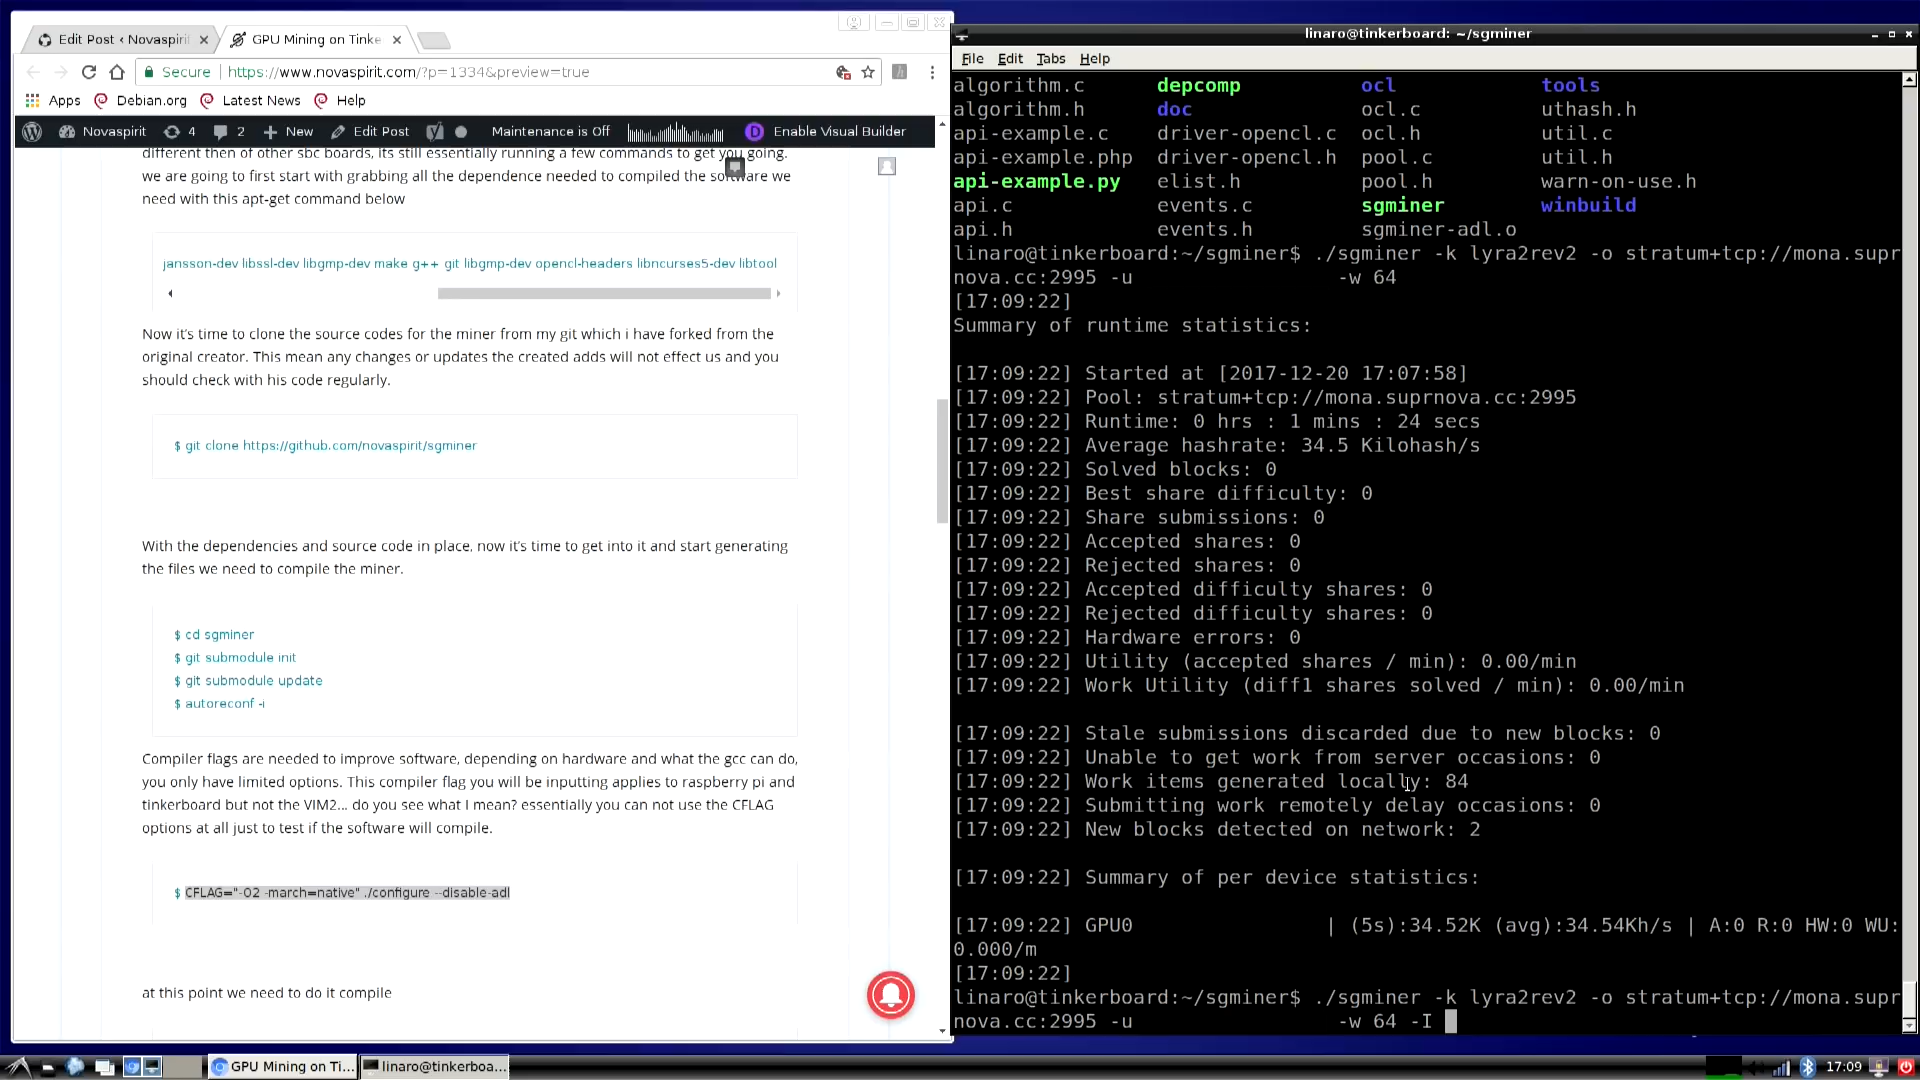 Edit Post ‹ Novaspiri
GPU Mining on Tinke
Secure
https://www.novaspirit.com/?p=1334&preview=true
Apps
Debian.org
Latest News
Help
Novaspirit
4
2
New
Edit Post
Maintenance is Off
D
Enable Visual Builder
different then of other sbc boards, its still essentially running a few commands to get you going.
we are going to first start with grabbing all the dependence needed to compiled the software we
need with this apt-get command below
jansson-dev libssl-dev libgmp-dev make g++ git libgmp-dev opencl-headers libncurses5-dev libtool
Now it's time to clone the source codes for the miner from my git which i have forked from the
original creator. This mean any changes or updates the created adds will not effect us and you
should check with his code regularly.
$ git clone https://github.com/novaspirit/sgminer
With the dependencies and source code in place, now it's time to get into it and start generating
the files we need to compile the miner.
$ cd sgminer
$ git submodule init
$ git submodule update
$ autoreconf -i
Compiler flags are needed to improve software, depending on hardware and what the gcc can do,
you only have limited options. This compiler flag you will be inputting applies to raspberry pi and
tinkerboard but not the VIM2... do you see what I mean? essentially you can not use the CFLAG
options at all just to test if the software will compile.
$ CFLAG="-O2 -march=native" ./configure --disable-adl
at this point we need to do it compile
linaro@tinkerboard: ~/sgminer
File Edit Tabs Help
algorithm.c depcomp ocl tools
algorithm.h doc ocl.c uthash.h
api-example.c driver-opencl.c ocl.h util.c
api-example.php driver-opencl.h pool.c util.h
api-example.py elist.h pool.h warn-on-use.h
api.c events.c sgminer winbuild
api.h events.h sgminer-adl.o
linaro@tinkerboard:~/sgminer$ ./sgminer -k lyra2rev2 -o stratum+tcp://mona.supr
nova.cc:2995 -u -w 64
[17:09:22]
Summary of runtime statistics:
[17:09:22] Started at [2017-12-20 17:07:58]
[17:09:22] Pool: stratum+tcp://mona.suprnova.cc:2995
[17:09:22] Runtime: 0 hrs : 1 mins : 24 secs
[17:09:22] Average hashrate: 34.5 Kilohash/s
[17:09:22] Solved blocks: 0
[17:09:22] Best share difficulty: 0
[17:09:22] Share submissions: 0
[17:09:22] Accepted shares: 0
[17:09:22] Rejected shares: 0
[17:09:22] Accepted difficulty shares: 0
[17:09:22] Rejected difficulty shares: 0
[17:09:22] Hardware errors: 0
[17:09:22] Utility (accepted shares / min): 0.00/min
[17:09:22] Work Utility (diff1 shares solved / min): 0.00/min
[17:09:22] Stale submissions discarded due to new blocks: 0
[17:09:22] Unable to get work from server occasions: 0
[17:09:22] Work items generated locally: 84
[17:09:22] Submitting work remotely delay occasions: 0
[17:09:22] New blocks detected on network: 2
[17:09:22] Summary of per device statistics:
[17:09:22] GPU0 | (5s):34.52K (avg):34.54Kh/s | A:0 R:0 HW:0 WU:
0.000/m
[17:09:22]
linaro@tinkerboard:~/sgminer$ ./sgminer -k lyra2rev2 -o stratum+tcp://mona.supr
nova.cc:2995 -u -w 64 -I
GPU Mining on Ti...
linaro@tinkerboa...
17:09